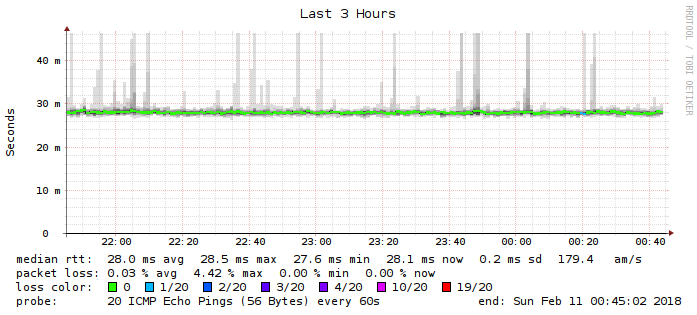 Last 3 Hours
RRDTOOL / TOBI OETIKER
Seconds
40 m
30 m
20 m
10 m
0
22:00 22:20 22:40 23:00 23:20 23:40 00:00 00:20 00:40
median rtt: 28.0 ms avg 28.5 ms max 27.6 ms min 28.1 ms now 0.2 ms sd 179.4 am/s
packet loss: 0.03 % avg 4.42 % max 0.00 % min 0.00 % now
loss color: 0 1/20 2/20 3/20 4/20 10/20 19/20
probe: 20 ICMP Echo Pings (56 Bytes) every 60s end: Sun Feb 11 00:45:02 2018